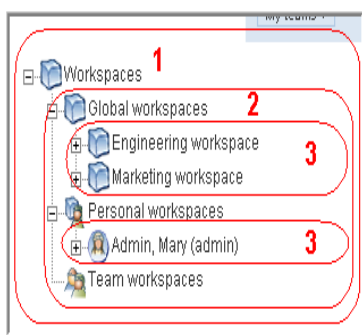 My teams
1
Workspaces
Global workspaces 2
Engineering workspace 3
Marketing workspace
Personal workspaces
Admin, Mary (admin) 3
Team workspaces